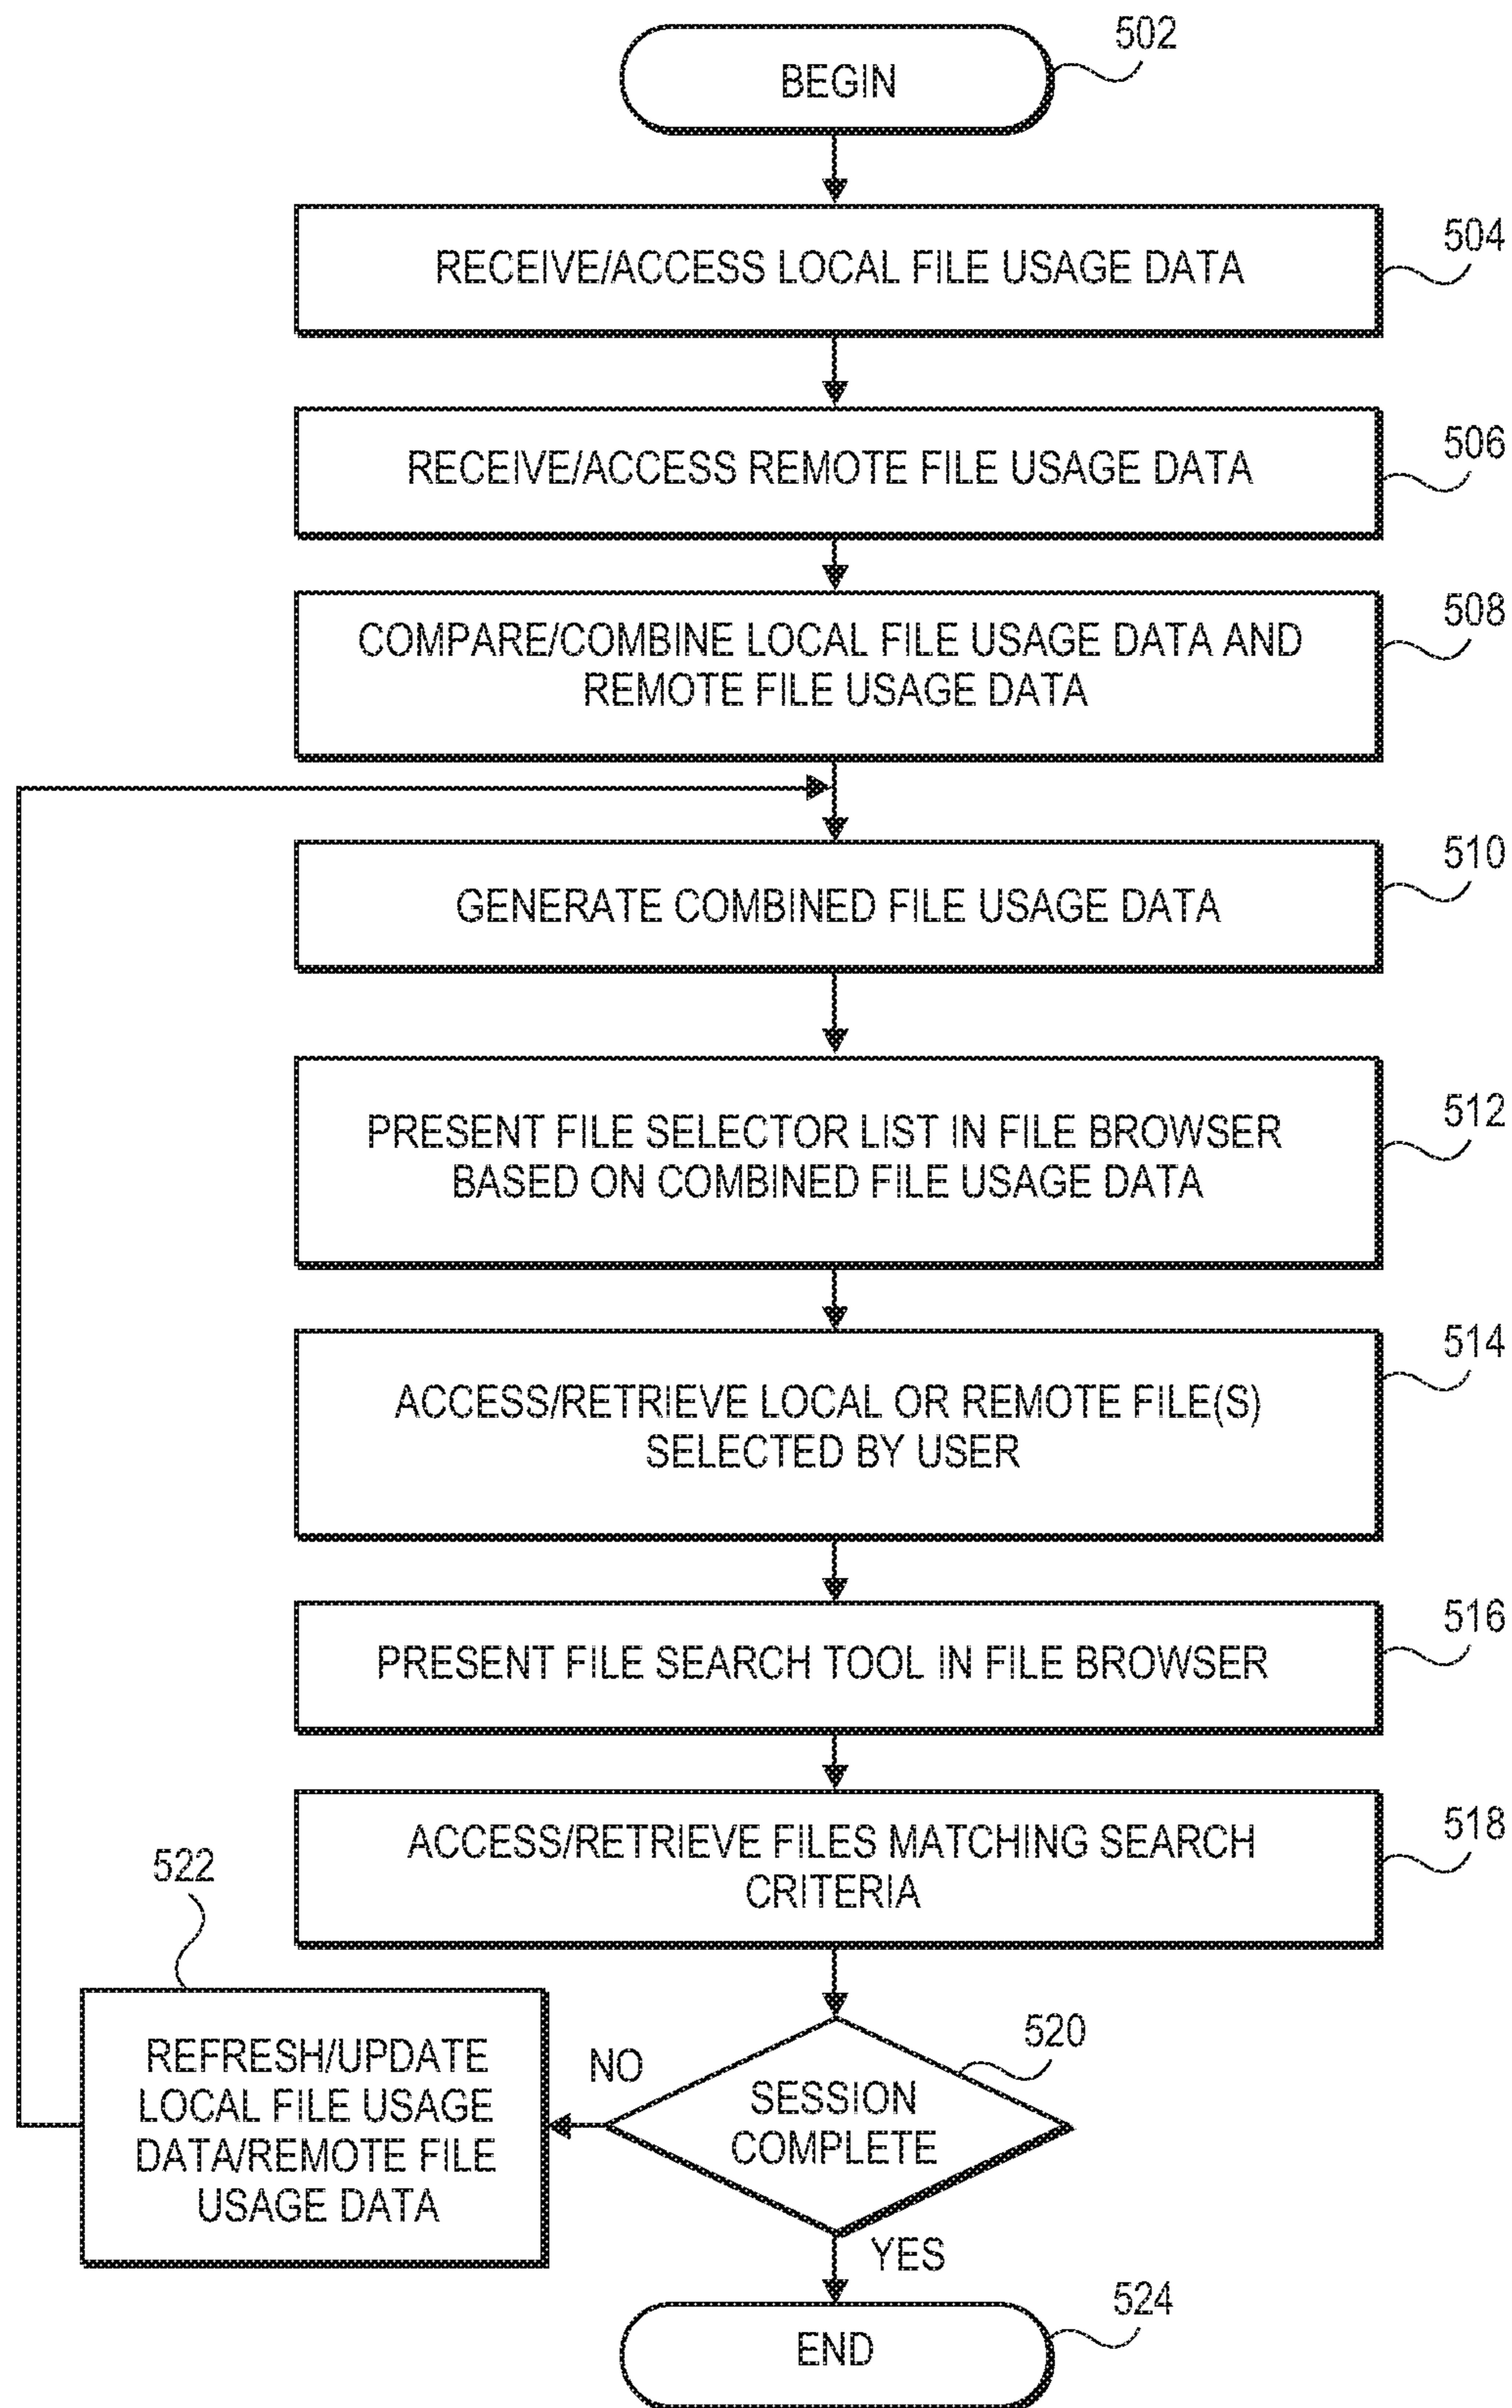 502
BEGIN
504
RECEIVE/ACCESS LOCAL FILE USAGE DATA
506
RECEIVE/ACCESS REMOTE FILE USAGE DATA
508
COMPARE/COMBINE LOCAL FILE USAGE DATA AND
REMOTE FILE USAGE DATA
510
GENERATE COMBINED FILE USAGE DATA
512
PRESENT FILE SELECTOR LIST IN FILE BROWSER
BASED ON COMBINED FILE USAGE DATA
514
ACCESS/RETRIEVE LOCAL OR REMOTE FILE(S)
SELECTED BY USER
516
PRESENT FILE SEARCH TOOL IN FILE BROWSER
518
ACCESS/RETRIEVE FILES MATCHING SEARCH
CRITERIA
520
SESSION
COMPLETE
NO
522
REFRESH/UPDATE
LOCAL FILE USAGE
DATA/REMOTE FILE
USAGE DATA
YES
524
END